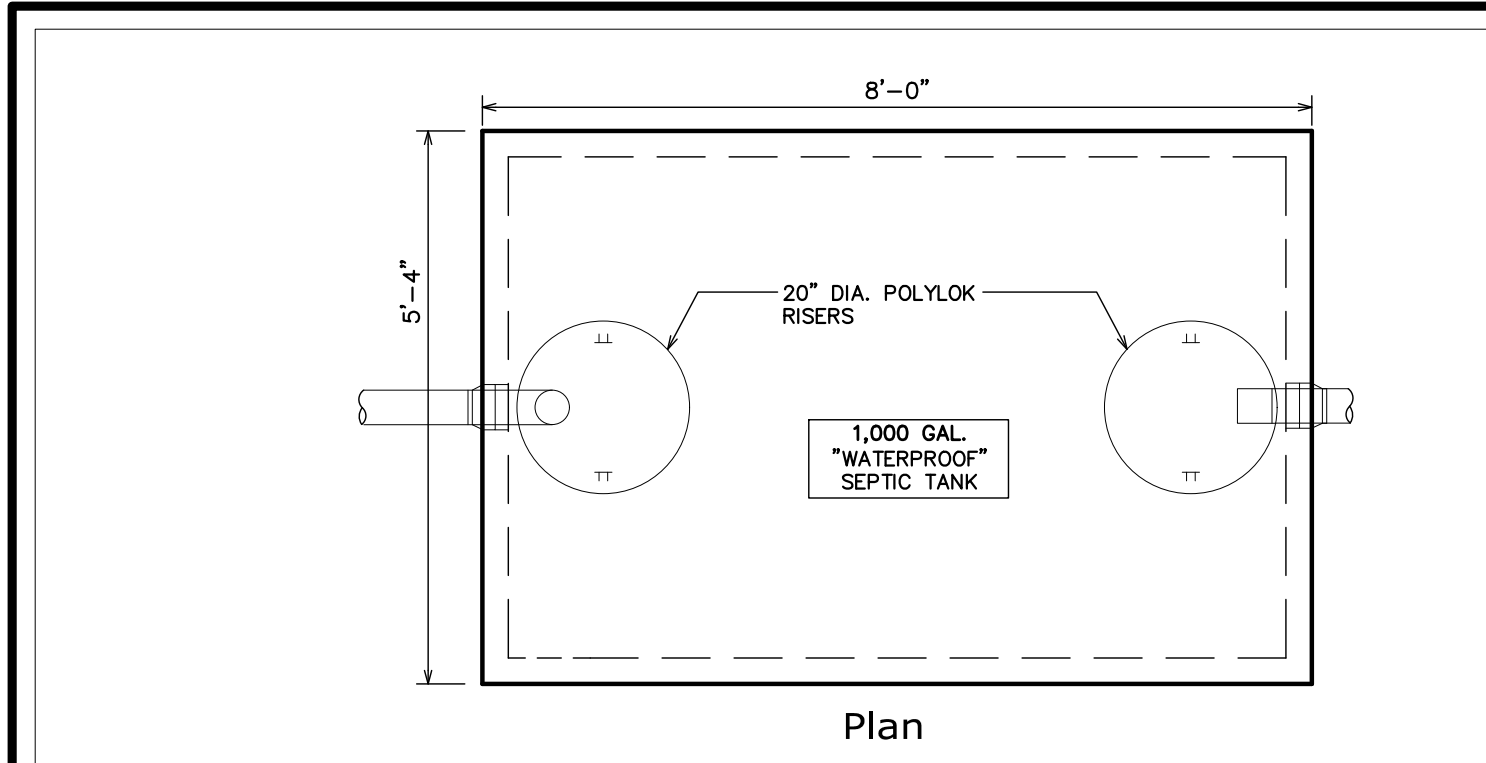 8'-0"
5'-4"
20" DIA. POLYLOK
RISERS
1,000 GAL.
"WATERPROOF"
SEPTIC TANK
Plan